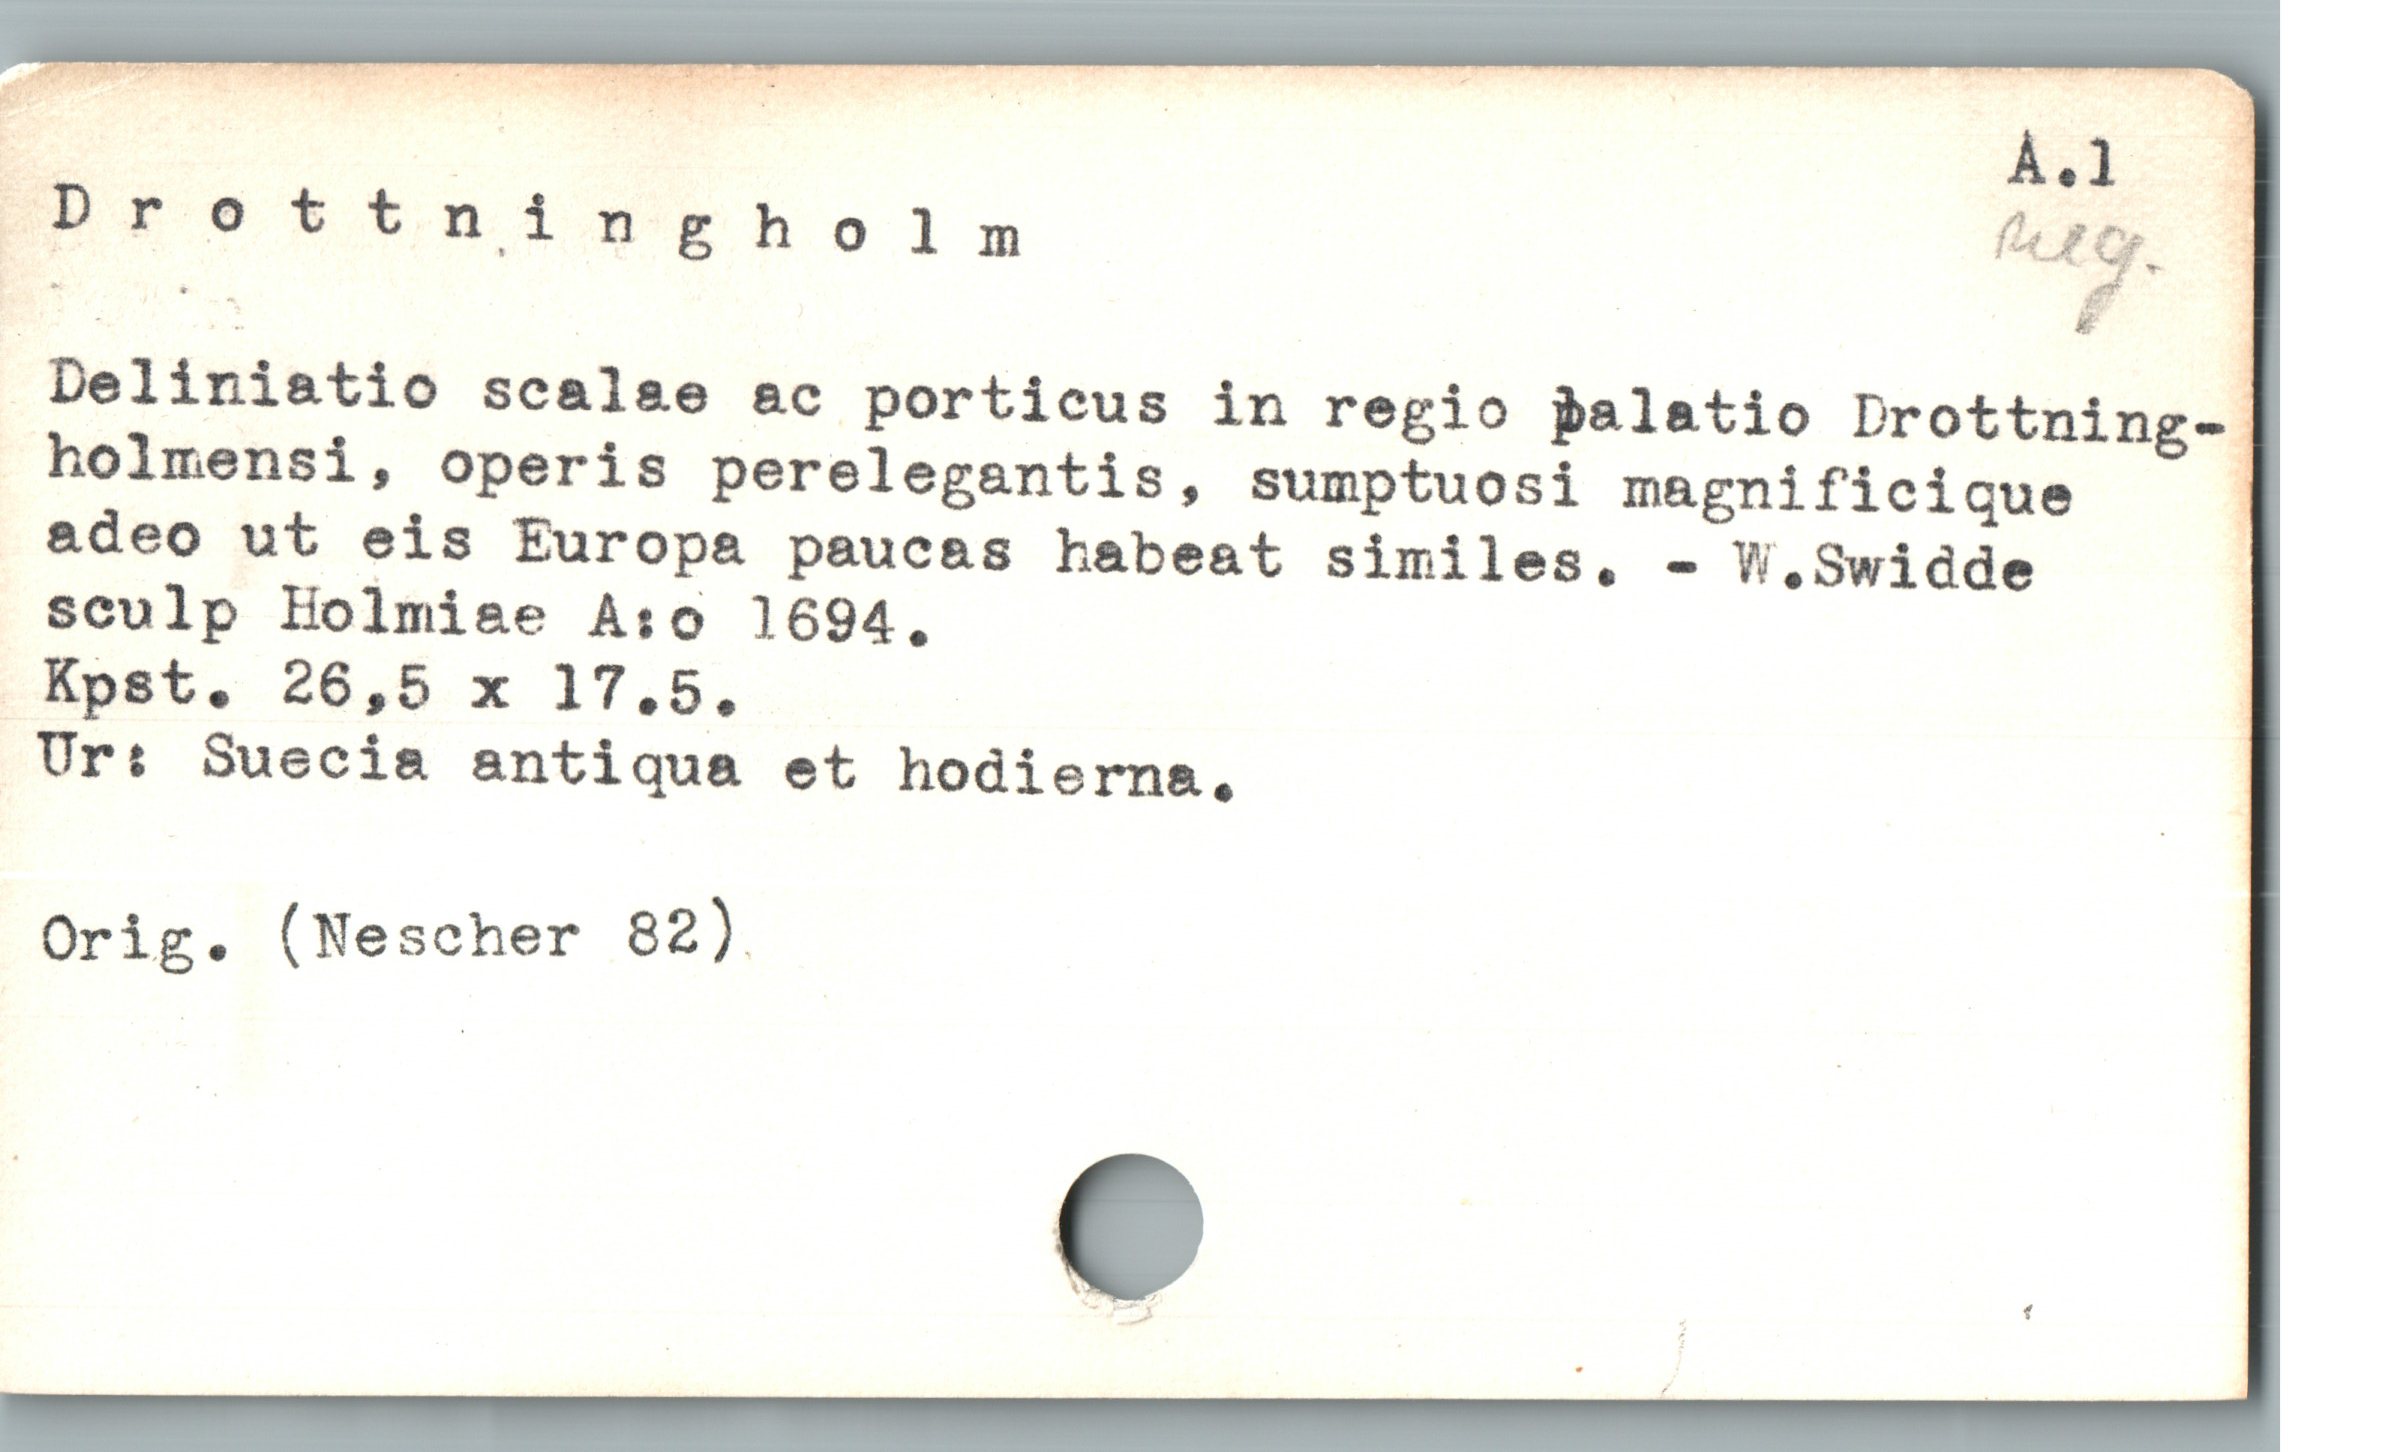 A.1
D r o t t n i n g h o l m
neg.
Deliniatio scalae ac porticus in regio palatio Drottning-
holmensi, operis perelegantis, sumptuosi magnificique
adeo ut eis Europa paucas habeat similes. - W.Swidde
sculp Holmiae A:o 1694.
Kpst. 26,5 x 17.5.
Ur: Suecia antiqua et hodierna.
Orig. (Nescher 82)